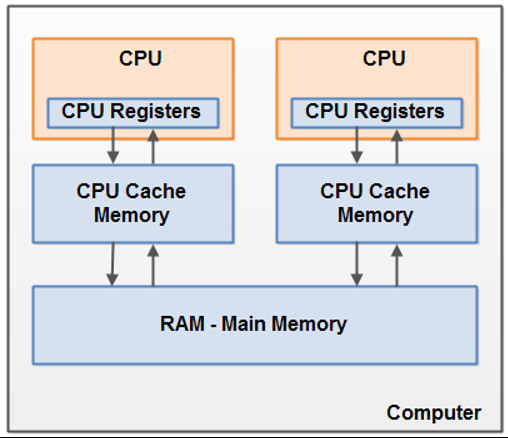 CPU
CPU
CPU Registers
CPU Registers
CPU Cache
Memory
CPU Cache
Memory
RAM - Main Memory
Computer